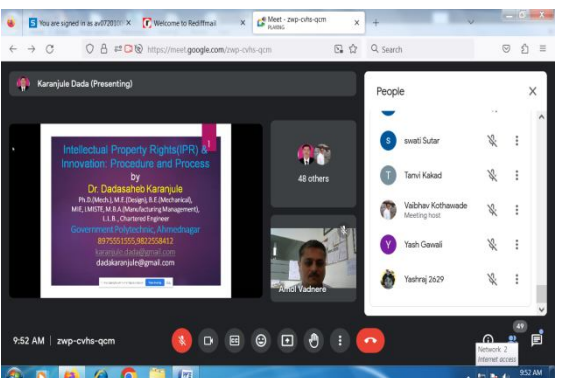 You are signed in as av0720100
Welcome to Rediffmail
Meet - zwp-cvhs-qcm
PLAYING
https://meet.google.com/zwp-cvhs-qcm
Search
Karanjule Dada (Presenting)
Intellectual Property Rights(IPR) &
Innovation: Procedure and Process
by
Dr. Dadasaheb Karanjule
Ph.D.(Mech.), M.E.(Design), B.E.(Mechanical),
MIE, LMISTE, M.B.A.(Manufacturing Management),
L.L.B., Chartered Engineer
Government Polytechnic, Ahmednagar
8975551555,9822558412
karanjule.dada@gmail.com
dadakaranjule@gmail.com
48 others
Amol Vadnere
People
swati Sutar
Tanvi Kakad
Vaibhav Kothawade
Meeting host
Yash Gawali
Yashraj 2629
9:52 AM | zwp-cvhs-qcm
49
Network 2
Internet access
9:52 AM